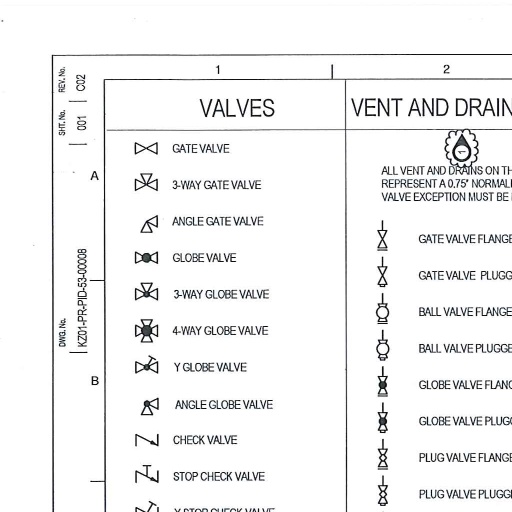 1
2
REV. No. C02
SHT. No. 001
DWG. No. KZ01-PR-PID-53-00008
A
B
VALVES
GATE VALVE
3-WAY GATE VALVE
ANGLE GATE VALVE
GLOBE VALVE
3-WAY GLOBE VALVE
4-WAY GLOBE VALVE
Y GLOBE VALVE
ANGLE GLOBE VALVE
CHECK VALVE
STOP CHECK VALVE
Y STOP CHECK VALVE
VENT AND DRAIN
1
ALL VENT AND DRAINS ON TH
REPRESENT A 0.75" NORMALL
VALVE EXCEPTION MUST BE
GATE VALVE FLANGE
GATE VALVE PLUGG
BALL VALVE FLANGE
BALL VALVE PLUGGE
GLOBE VALVE FLANG
GLOBE VALVE PLUGG
PLUG VALVE FLANGE
PLUG VALVE PLUGGE